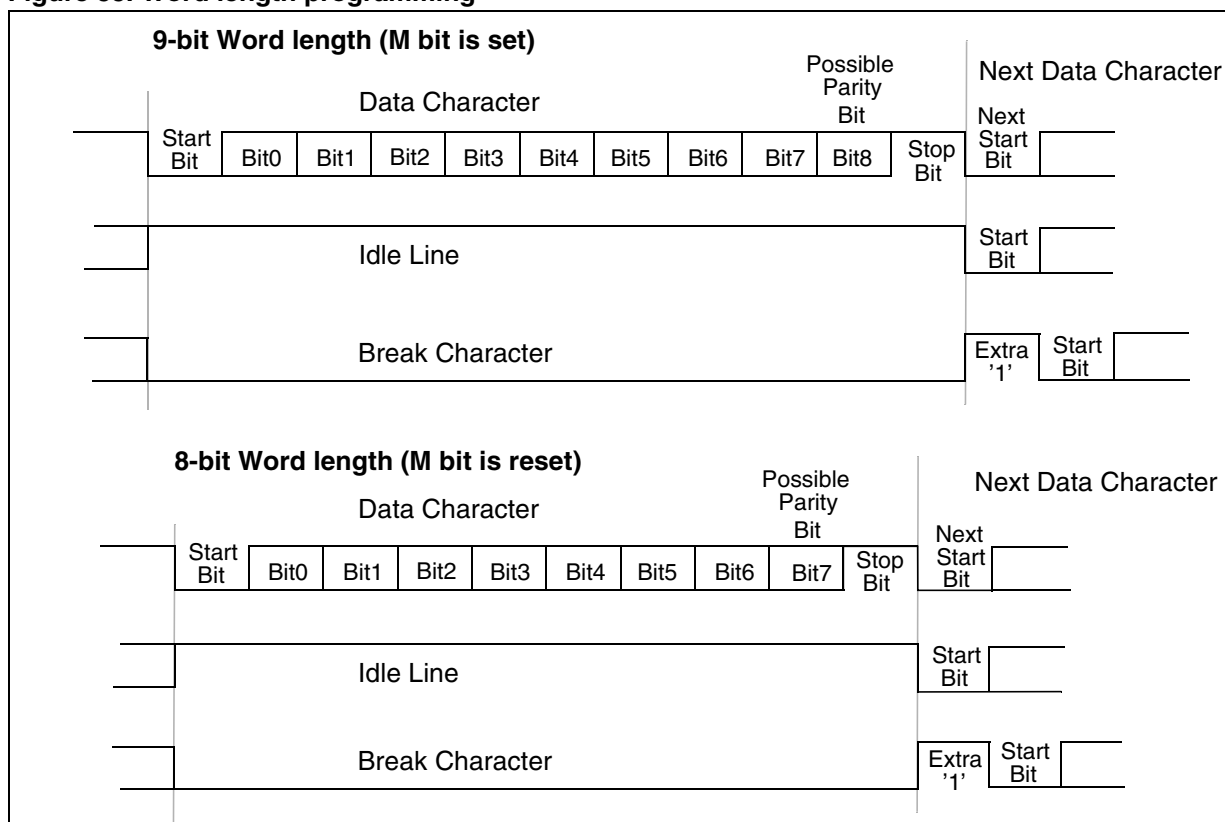 9-bit Word length (M bit is set)
Possible
Parity
Bit
Next Data Character
Data Character
Next
Start
Bit
Start
Bit
Bit0
Bit1
Bit2
Bit3
Bit4
Bit5
Bit6
Bit7
Bit8
Stop
Bit
Idle Line
Start
Bit
Break Character
Extra
'1'
Start
Bit
8-bit Word length (M bit is reset)
Possible
Parity
Bit
Next Data Character
Data Character
Next
Start
Bit
Start
Bit
Bit0
Bit1
Bit2
Bit3
Bit4
Bit5
Bit6
Bit7
Stop
Bit
Idle Line
Start
Bit
Break Character
Extra
'1'
Start
Bit